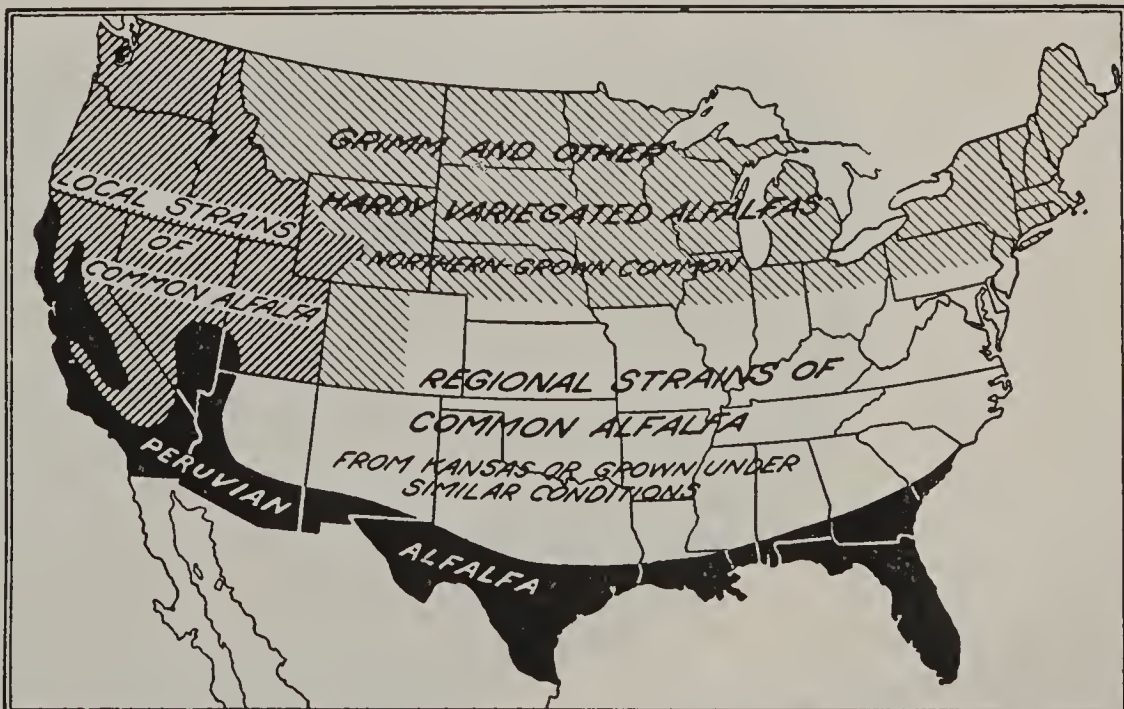 GRIMM AND OTHER
HARDY VARIEGATED ALFALFAS
NORTHERN-GROWN COMMON
LOCAL STRAINS
OF
COMMON ALFALFA
REGIONAL STRAINS OF
COMMON ALFALFA
FROM KANSAS OR GROWN UNDER
SIMILAR CONDITIONS
PERUVIAN
ALFALFA